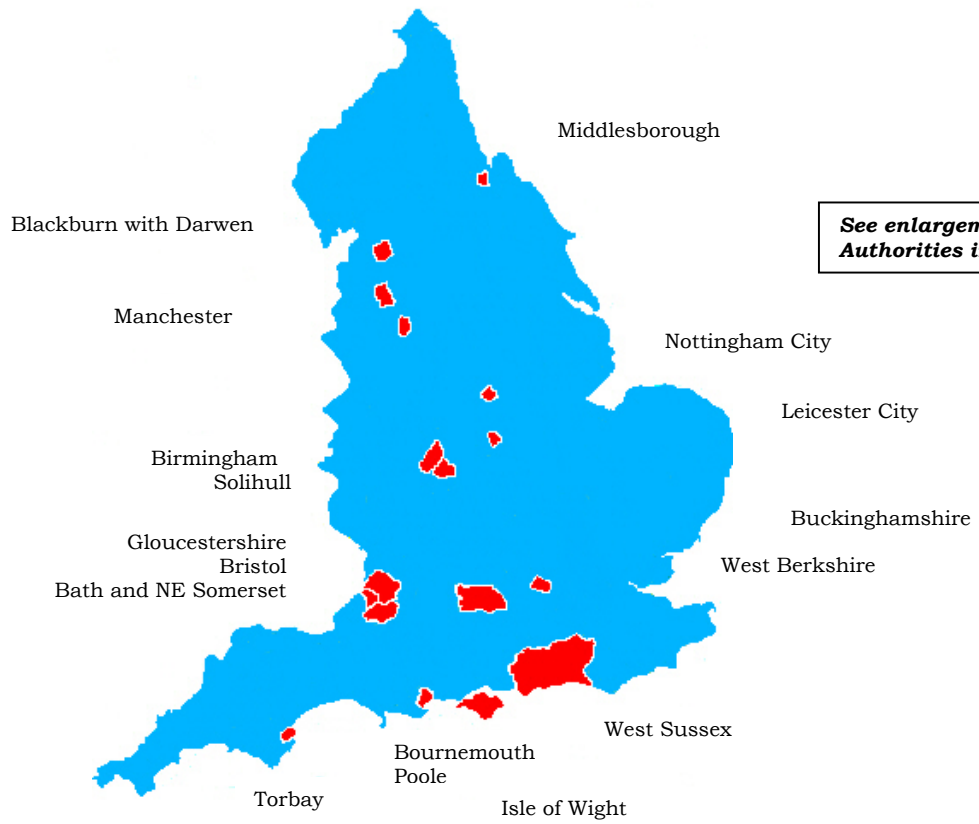 Middlesborough
Blackburn with Darwen
See enlargem
Authorities i
Manchester
Nottingham City
Leicester City
Birmingham
Solihull
Buckinghamshire
Gloucestershire
Bristol
West Berkshire
Bath and NE Somerset
West Sussex
Bournemouth
Poole
Torbay
Isle of Wight